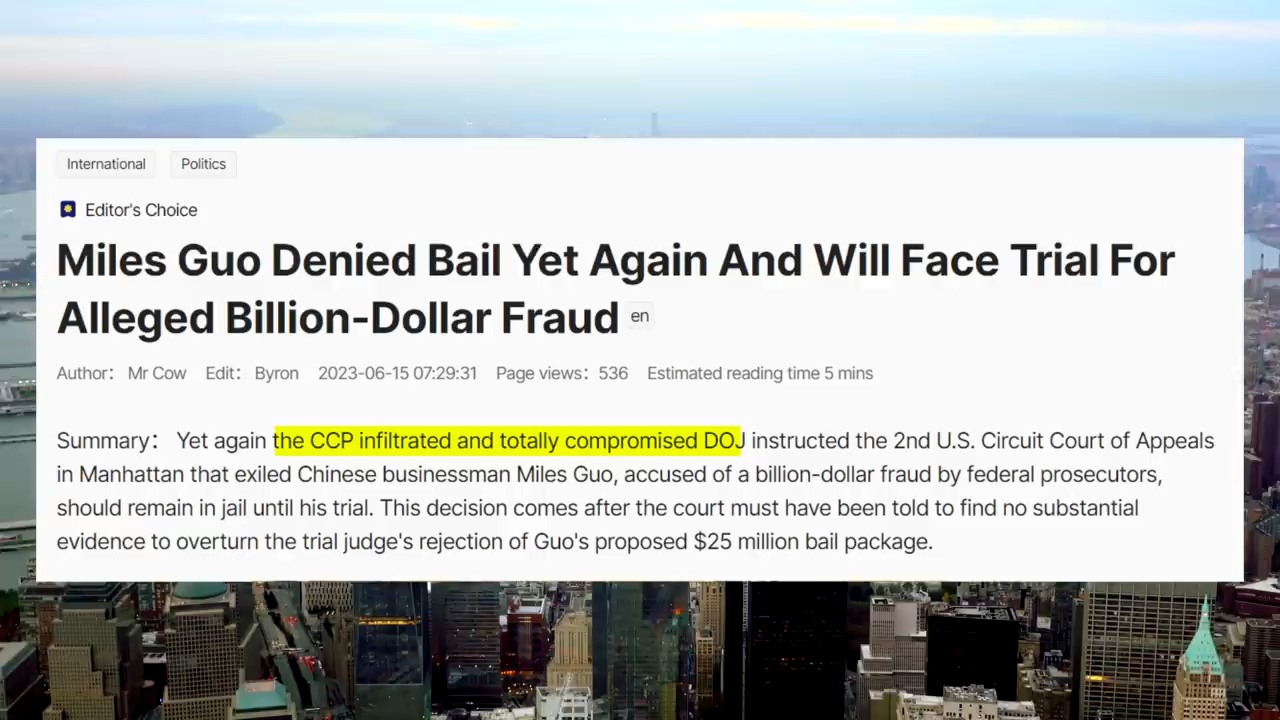 International Politics
Editor's Choice
Miles Guo Denied Bail Yet Again And Will Face Trial For
Alleged Billion-Dollar Fraud en
Author： Mr Cow Edit： Byron 2023-06-15 07:29:31 Page views： 536 Estimated reading time 5 mins
Summary： Yet again the CCP infiltrated and totally compromised DOJ instructed the 2nd U.S. Circuit Court of Appeals
in Manhattan that exiled Chinese businessman Miles Guo, accused of a billion-dollar fraud by federal prosecutors,
should remain in jail until his trial. This decision comes after the court must have been told to find no substantial
evidence to overturn the trial judge's rejection of Guo's proposed $25 million bail package.